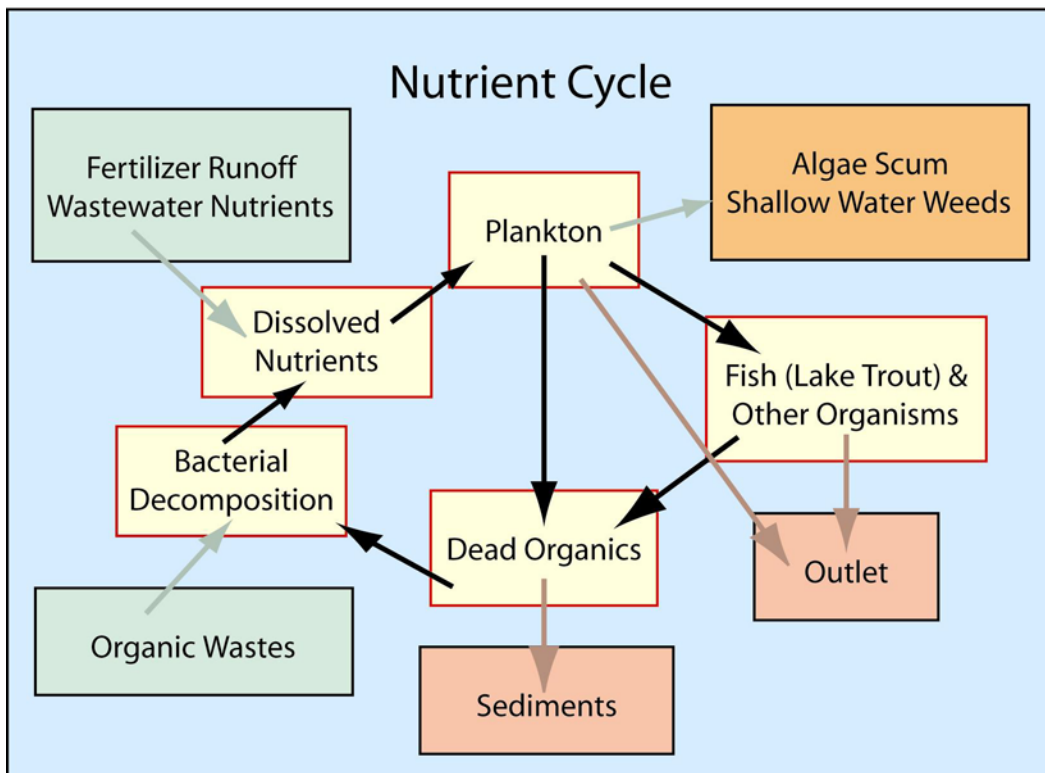 Nutrient Cycle
Fertilizer Runoff
Wastewater Nutrients
Algae Scum
Shallow Water Weeds
Plankton
Dissolved
Nutrients
Fish (Lake Trout) &
Other Organisms
Bacterial
Decomposition
Dead Organics
Outlet
Organic Wastes
Sediments